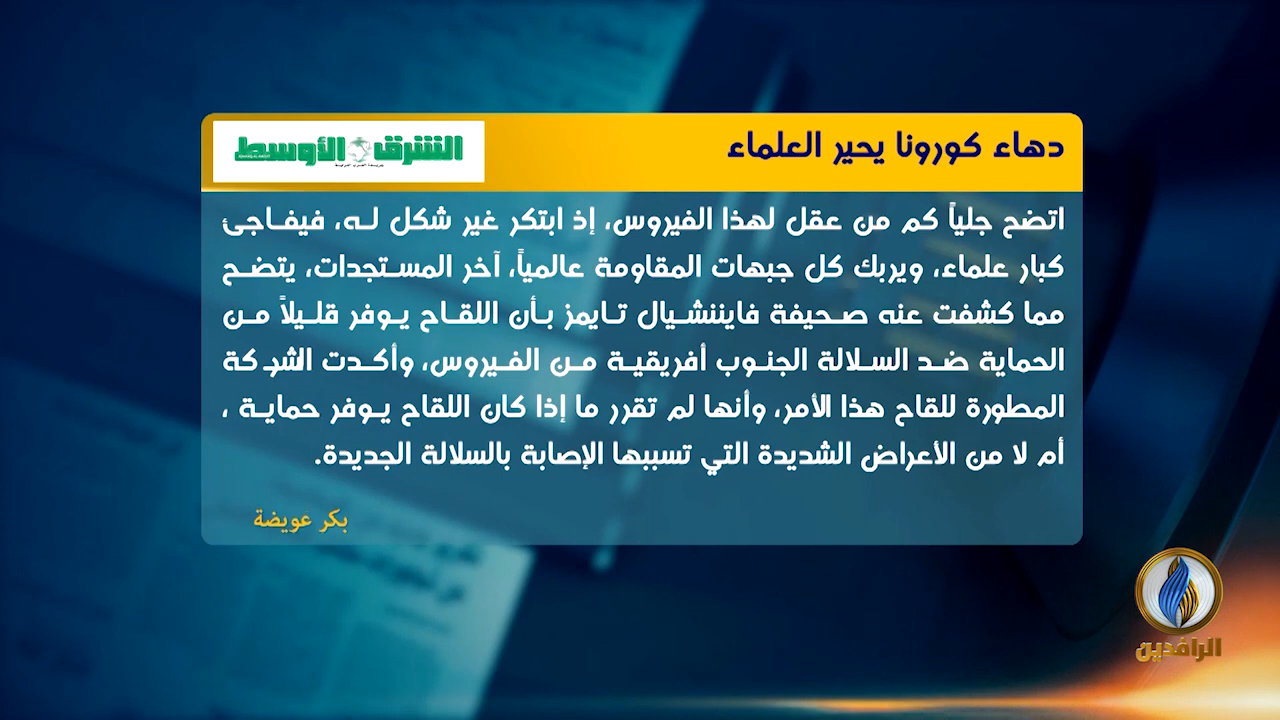 دهاء كورونا يحير العلماء
الشرق الأوسط
اتضح جلياً كم من عقل لهذا الفيروس، إذ ابتكر غير شكل له، فيفاجئ
كبار علماء، ويربك كل جبهات المقاومة عالمياً، آخر المستجدات، يتضح
مما كشفت عنه صحيفة فايننشيال تايمز بأن اللقاح يوفر قليلاً من
الحماية ضد السلالة الجنوب أفريقية من الفيروس، وأكدت الشركة
المطورة للقاح هذا الأمر، وأنها لم تقرر ما إذا كان اللقاح يوفر حماية ،
أم لا من الأعراض الشديدة التي تسببها الإصابة بالسلالة الجديدة.
بكر عويضة
الرافدين